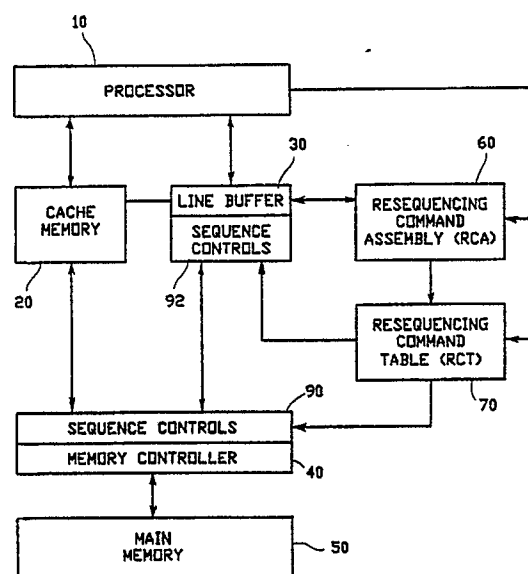 10
PROCESSOR
30
60
CACHE
MEMORY
LINE BUFFER
SEQUENCE
CONTROLS
RESEQUENCING
COMMAND
ASSEMBLY (RCA)
20
92
RESEQUENCING
COMMAND
TABLE (RCT)
90
70
SEQUENCE CONTROLS
MEMORY CONTROLLER
40
MAIN
MEMORY
50